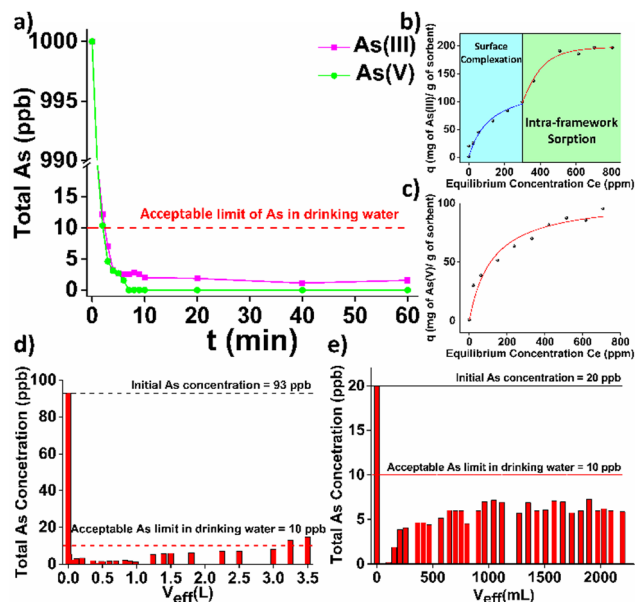 a)
1000
995
990
15
10
5
0
Total As (ppb)
As(III)
As(V)
Acceptable limit of As in drinking water
0 10 20 30 40 50 60
t (min)
b)
q (mg of As(III)/ g of sorbent)
200
150
100
50
0
Surface
Complexation
Intra-framework
Sorption
0 200 400 600 800
Equilibrium Concentration Ce (ppm)
c)
q (mg of As(V)/ g of sorbent)
100
50
0
0 200 400 600 800
Equilibrium Concentration Ce (ppm)
d)
Total As Concetration (ppb)
100
90
80
70
60
50
40
30
20
10
0
Initial As concentration = 93 ppb
Acceptable As limit in drinking water = 10 ppb
0.0 0.5 1.0 1.5 2.0 2.5 3.0 3.5
Veff(L)
e)
Total As Concetration (ppb)
20
15
10
5
0
Initial As concentration = 20 ppb
Acceptable As limit in drinking water = 10 ppb
0 500 1000 1500 2000
Veff(mL)